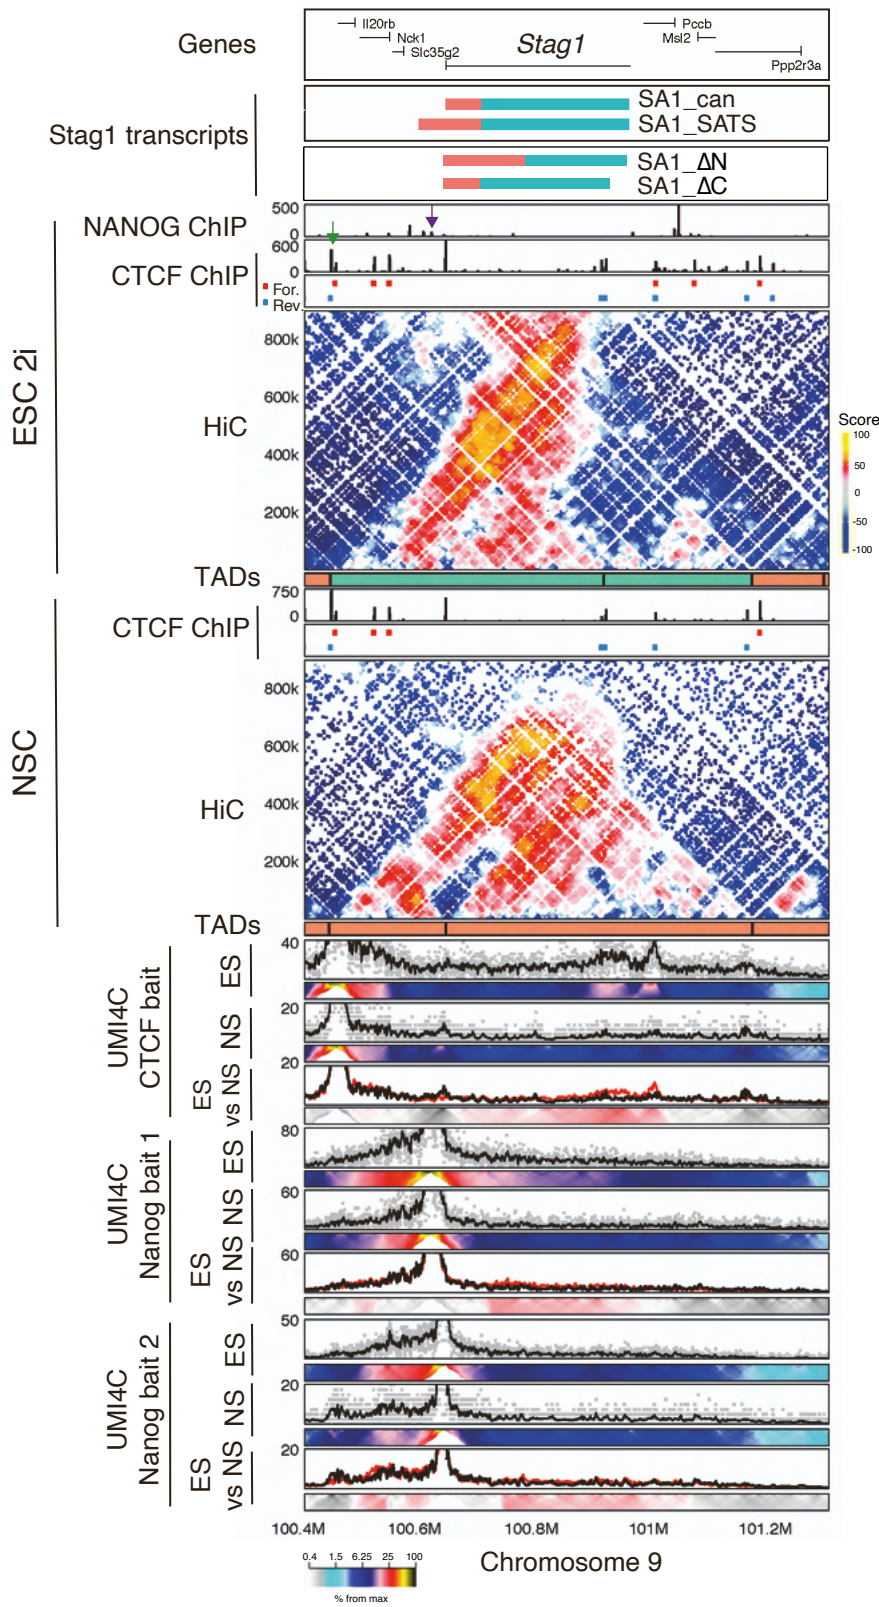 Genes
Il20rb
Nck1
Slc35g2
Stag1
Pccb
Msl2
Ppp2r3a
Stag1 transcripts
SA1_can
SA1_SATS
SA1_ΔN
SA1_ΔC
ESC 2i
NANOG ChIP
500
0
CTCF ChIP
600
0
For.
Rev.
HiC
800k
600k
400k
200k
Score
100
50
0
-50
-100
TADs
NSC
CTCF ChIP
750
0
HiC
800k
600k
400k
200k
TADs
UMI4C
CTCF bait
ES
40
NS
20
ES
vs NS
20
UMI4C
Nanog bait 1
ES
80
NS
60
ES
vs NS
60
UMI4C
Nanog bait 2
ES
50
NS
20
ES
vs NS
20
100.4M 100.6M 100.8M 101M 101.2M
Chromosome 9
0.4 1.5 6.25 25 100
% from max